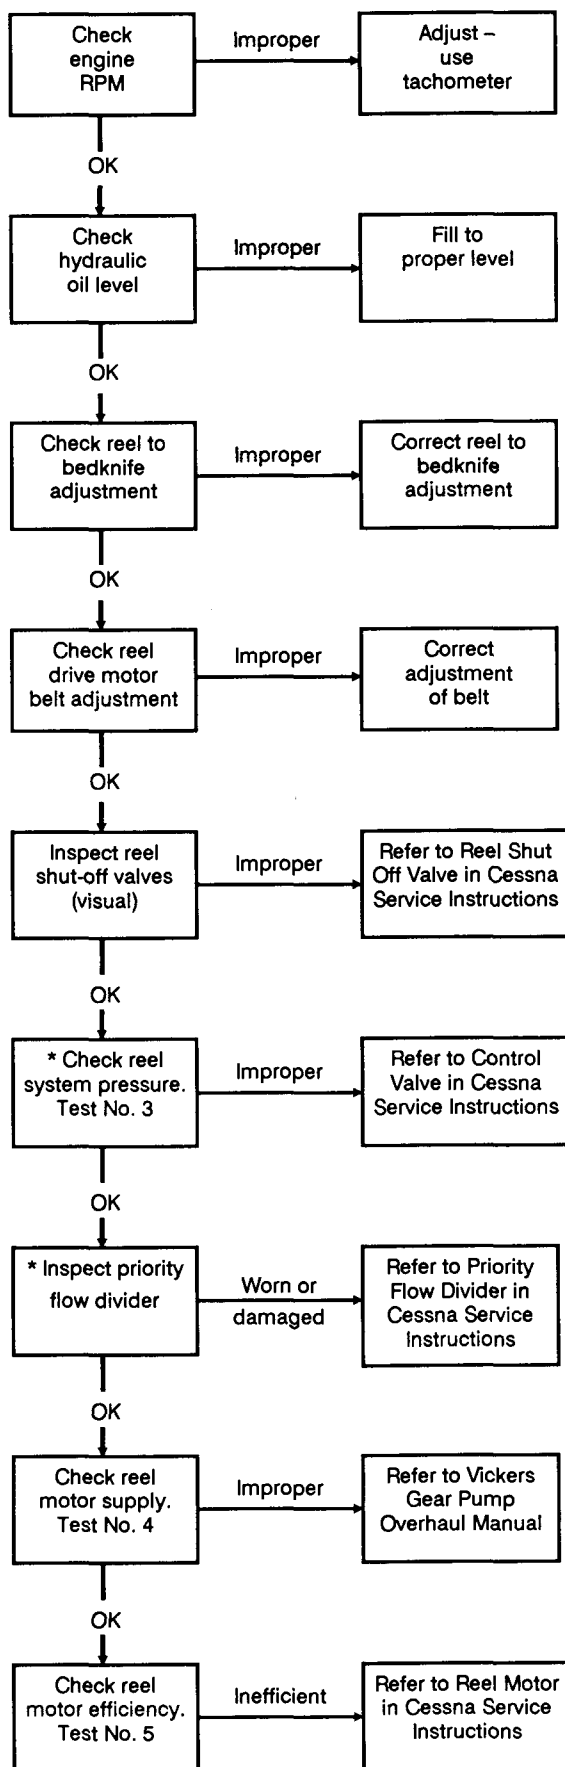 Check
engine
RPM
Improper
Adjust –
use
tachometer
OK
Check
hydraulic
oil level
Improper
Fill to
proper level
OK
Check reel to
bedknife
adjustment
Improper
Correct reel to
bedknife
adjustment
OK
Check reel
drive motor
belt adjustment
Improper
Correct
adjustment
of belt
OK
Inspect reel
shut-off valves
(visual)
Improper
Refer to Reel Shut
Off Valve in Cessna
Service Instructions
OK
* Check reel
system pressure.
Test No. 3
Improper
Refer to Control
Valve in Cessna
Service Instructions
OK
* Inspect priority
flow divider
Worn or
damaged
Refer to Priority
Flow Divider in
Cessna Service
Instructions
OK
Check reel
motor supply.
Test No. 4
Improper
Refer to Vickers
Gear Pump
Overhaul Manual
OK
Check reel
motor efficiency.
Test No. 5
Inefficient
Refer to Reel Motor
in Cessna Service
Instructions